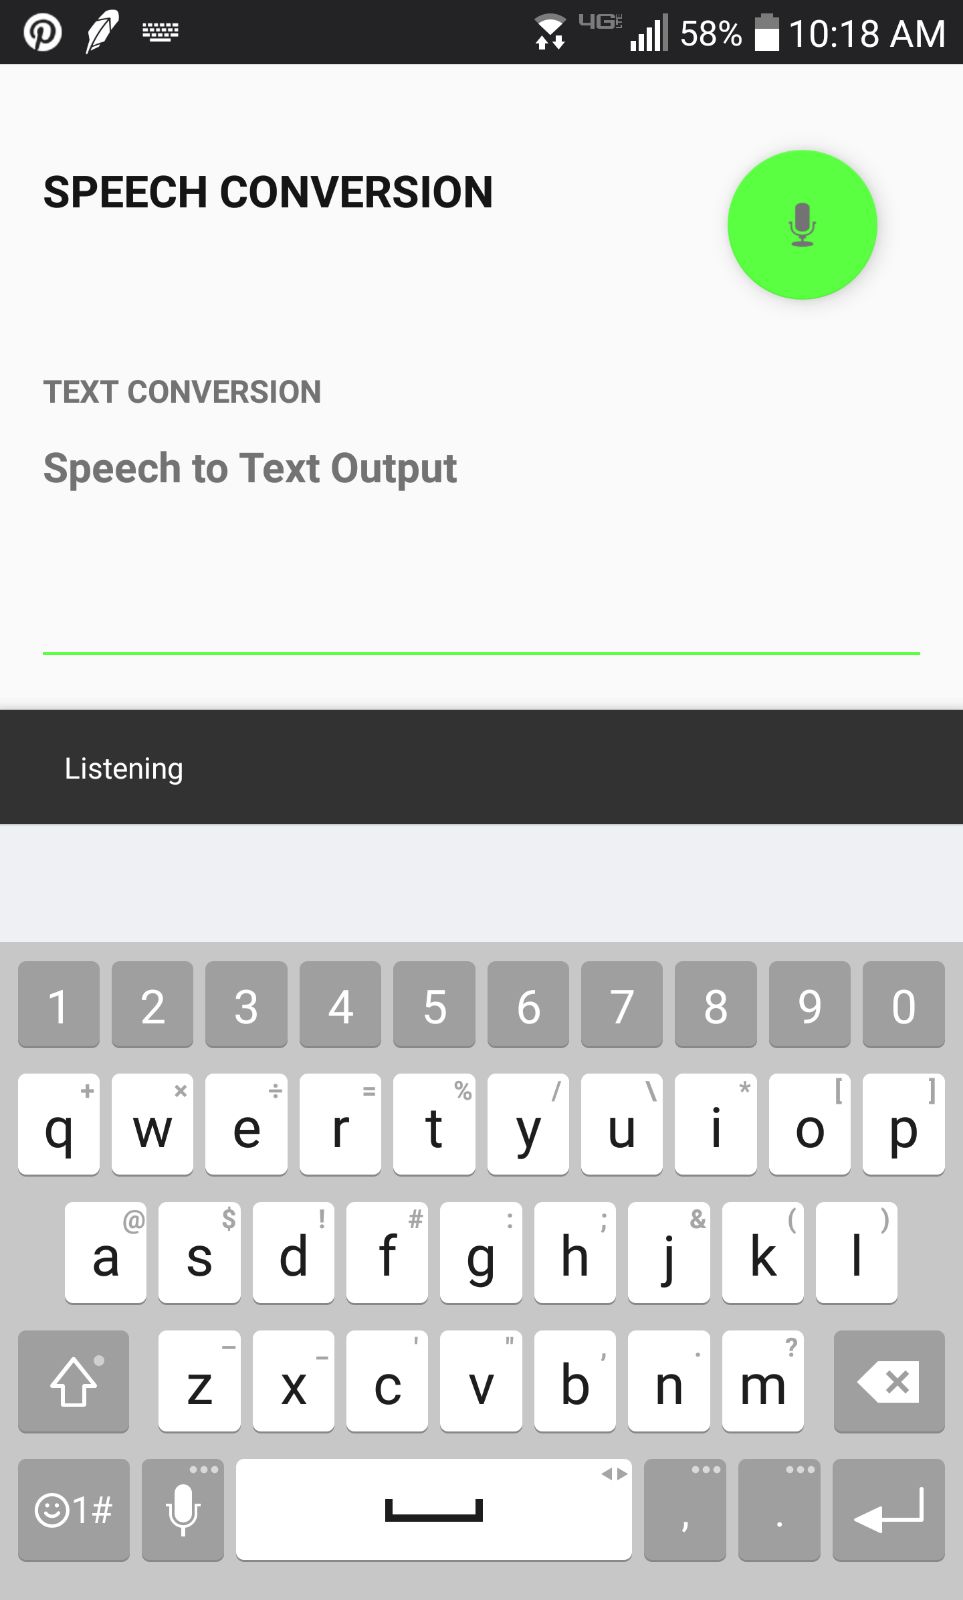 4G LTE 58% 10:18 AM
SPEECH CONVERSION
TEXT CONVERSION
Speech to Text Output
Listening
1 2 3 4 5 6 7 8 9 0
+ × ÷ = % / \ * [ ]
q w e r t y u i o p
@ $ ! # : ; & ( )
a s d f g h j k l
– _ ' " , . ?
z x c v b n m
1# , .